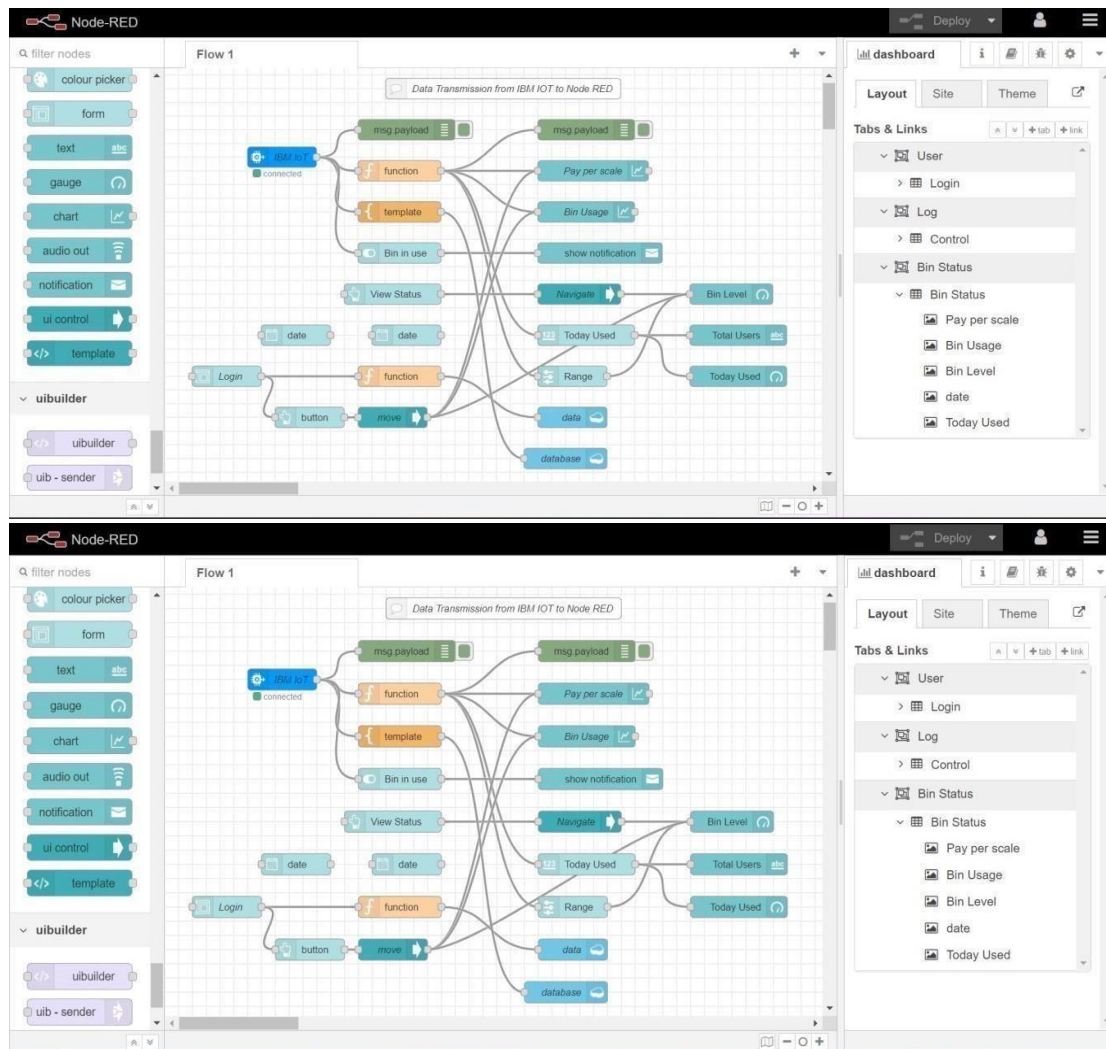 Node-RED
Deploy
filter nodes
Flow 1
dashboard
i
colour picker
form
text
abc
gauge
chart
audio out
notification
ui control
</> template
uibuilder
</> uibuilder
uib - sender
Data Transmission from IBM IOT to Node RED
msg.payload
msg.payload
IBM IoT
connected
function
Pay per scale
template
Bin Usage
Bin in use
show notification
View Status
Navigate
Bin Level
date
date
123 Today Used
Total Users
abc
Login
function
Range
Today Used
button
move
data
database
Layout
Site
Theme
Tabs & Links
+ tab
+ link
User
Login
Log
Control
Bin Status
Bin Status
Pay per scale
Bin Usage
Bin Level
date
Today Used
Node-RED
Deploy
filter nodes
Flow 1
dashboard
i
colour picker
form
text
abc
gauge
chart
audio out
notification
ui control
</> template
uibuilder
</> uibuilder
uib - sender
Data Transmission from IBM IOT to Node RED
msg.payload
msg.payload
IBM IoT
connected
function
Pay per scale
template
Bin Usage
Bin in use
show notification
View Status
Navigate
Bin Level
date
date
123 Today Used
Total Users
abc
Login
function
Range
Today Used
button
move
data
database
Layout
Site
Theme
Tabs & Links
+ tab
+ link
User
Login
Log
Control
Bin Status
Bin Status
Pay per scale
Bin Usage
Bin Level
date
Today Used